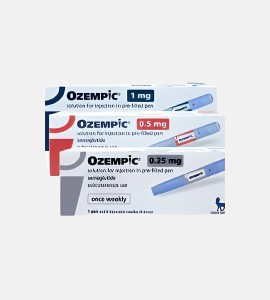 OZEMPIC® 1 mg
solution for injection in pre-filled pen
OZEMPIC® 0.5 mg
solution for injection in pre-filled pen
semaglutide
OZEMPIC® 0.25 mg
solution for injection in pre-filled pen
semaglutide
subcutaneous use
once weekly